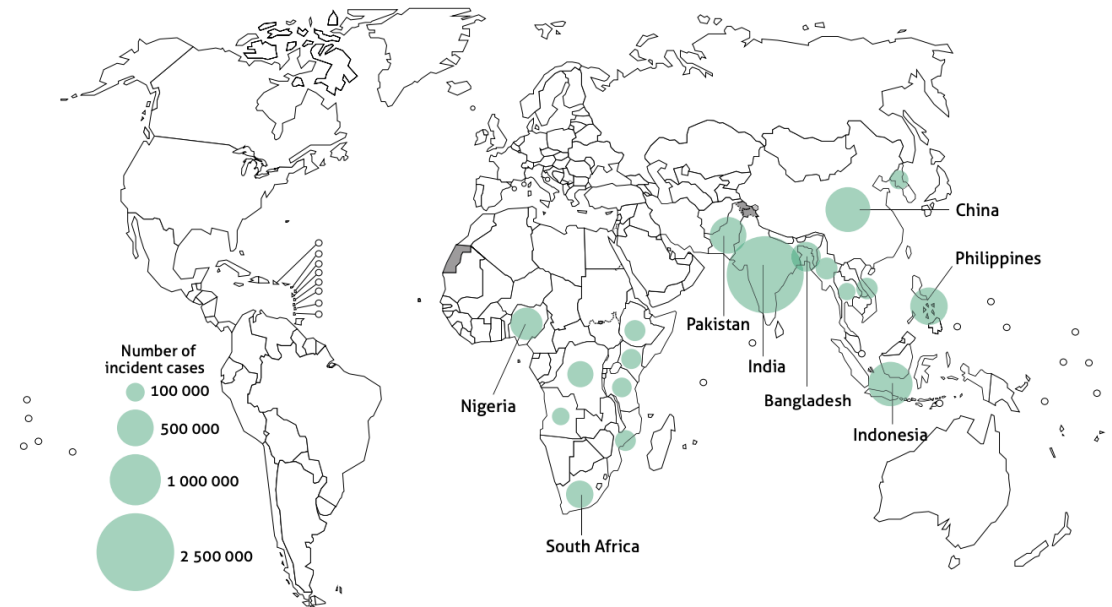 China
Philippines
Pakistan
Number of
incident cases
India
100 000
Bangladesh
Nigeria
500 000
Indonesia
1 000 000
South Africa
2 500 000